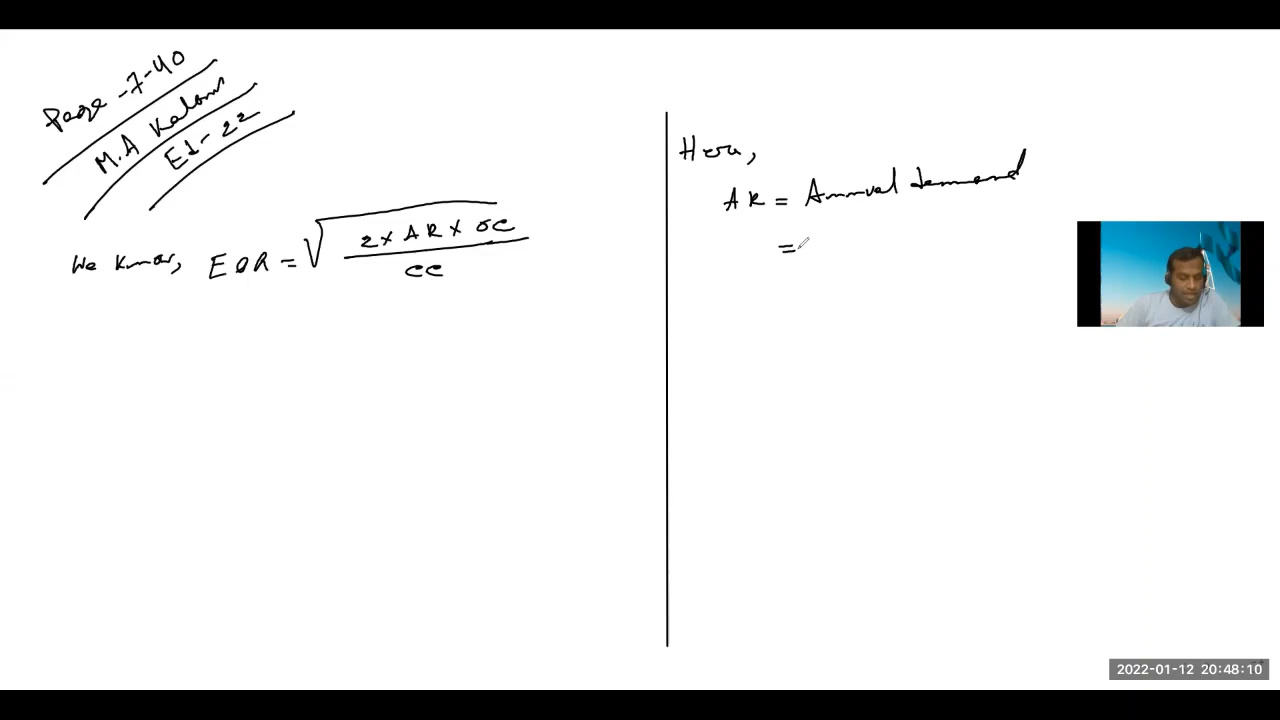 Page - 7-40
M.A Kalam
Ed- 22
We know, EOQ = √ 2 x AR x OC
CC
Here,
AR = Annual demand
=
2022-01-12 20:48:10